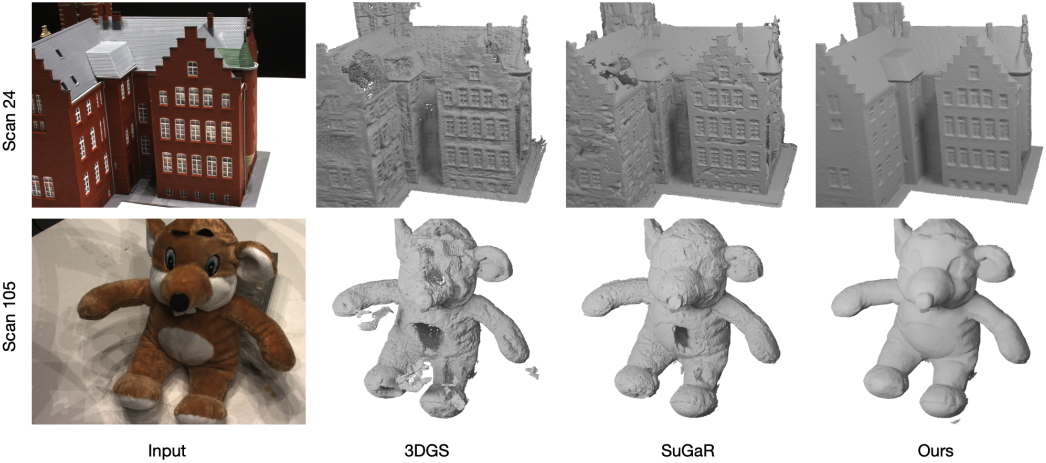 Scan 24
Scan 105
Input
3DGS
SuGaR
Ours